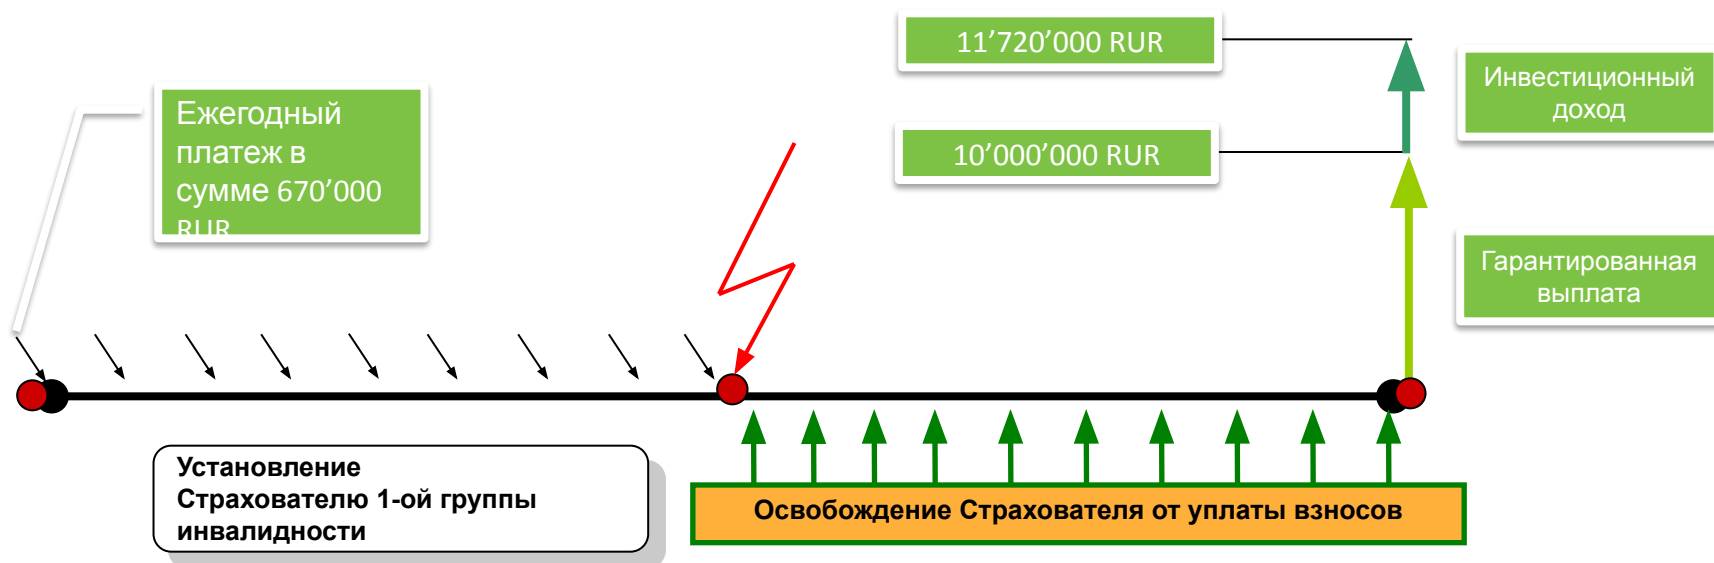 11’720’000 RUR
Инвестиционный
доход
Ежегодный
платеж в
сумме 670’000
RUR
10’000’000 RUR
Гарантированная
выплата
Установление
Страхователю 1-ой группы
инвалидности
Освобождение Страхователя от уплаты взносов